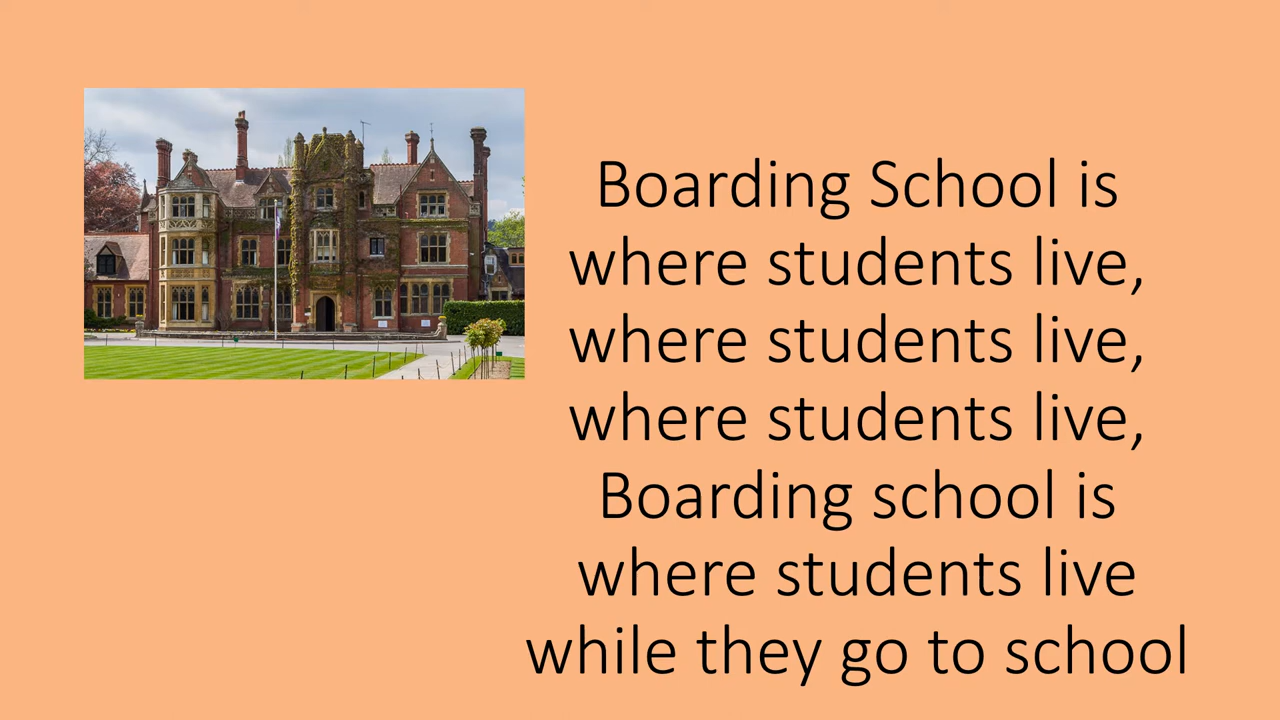 Boarding School is
where students live,
where students live,
where students live,
Boarding school is
where students live
while they go to school